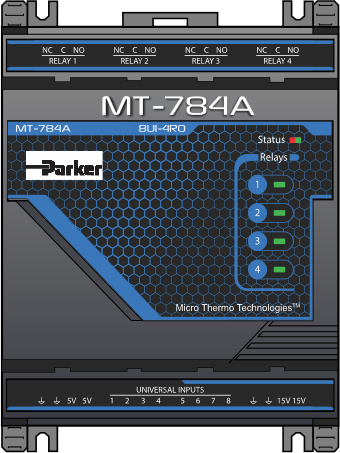 NC C NO NC C NO NC C NO NC C NO
RELAY 1 RELAY 2 RELAY 3 RELAY 4
MT-784A
MT-784A 8UI-4RO
Status
Relays
Parker
1
2
3
4
Micro Thermo Technologies™
UNIVERSAL INPUTS
5V 5V 1 2 3 4 5 6 7 8 15V 15V